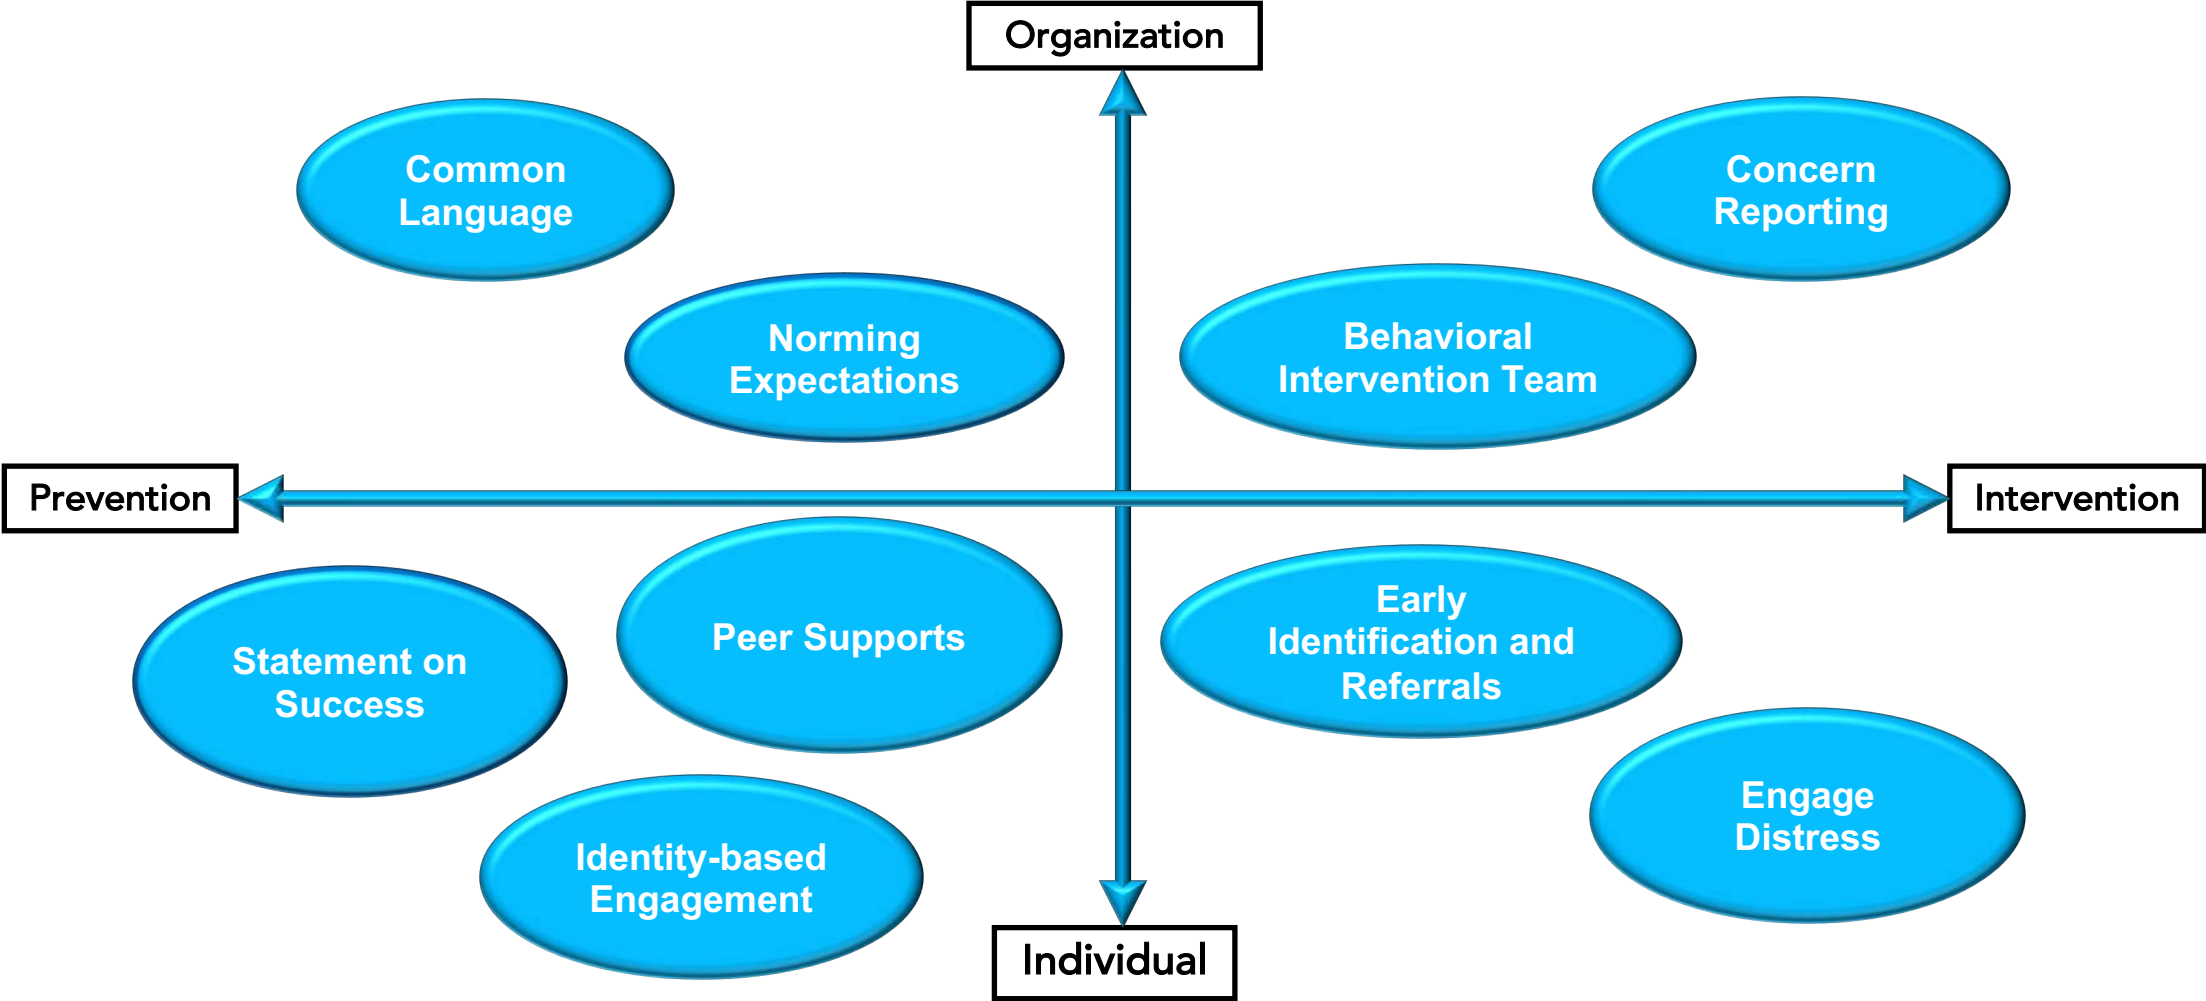 Organization
Common
Language
Concern
Reporting
Norming
Expectations
Behavioral
Intervention Team
Prevention
Intervention
Statement on
Success
Peer Supports
Early
Identification and
Referrals
Identity-based
Engagement
Engage
Distress
Individual